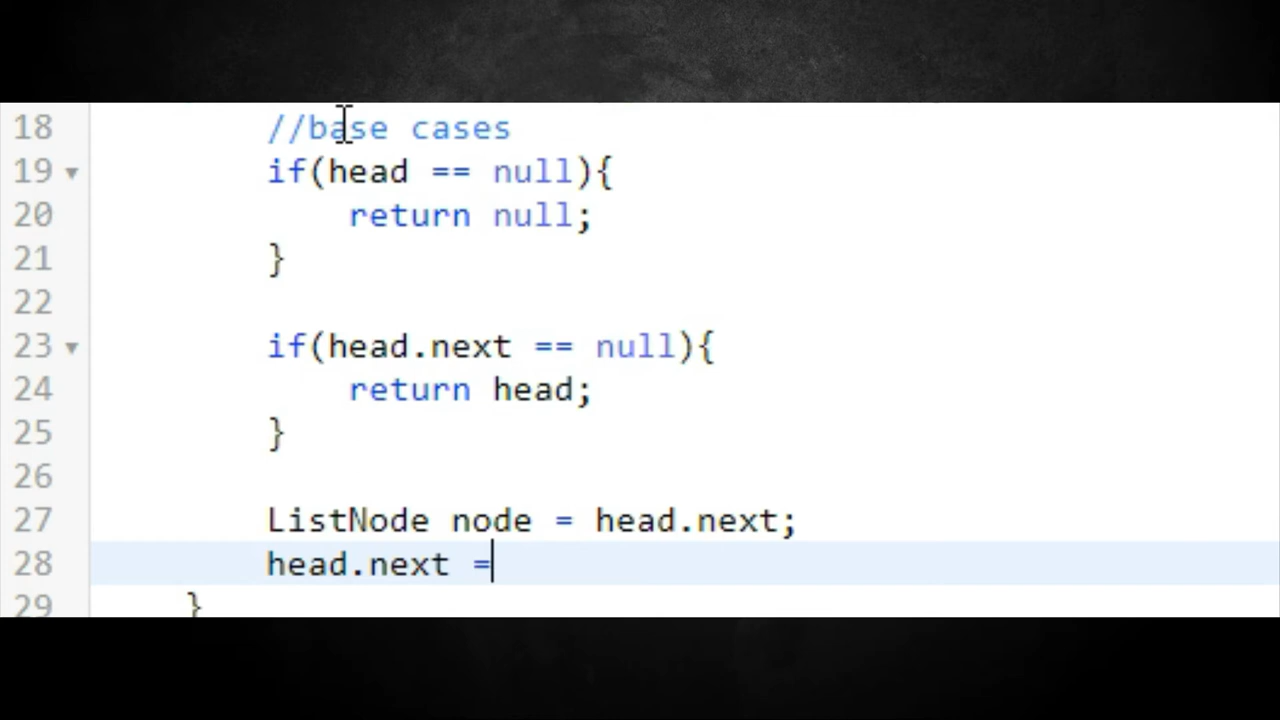 18 //base cases
19 if(head == null){
20 return null;
21 }
22
23 if(head.next == null){
24 return head;
25 }
26
27 ListNode node = head.next;
28 head.next =
29 }